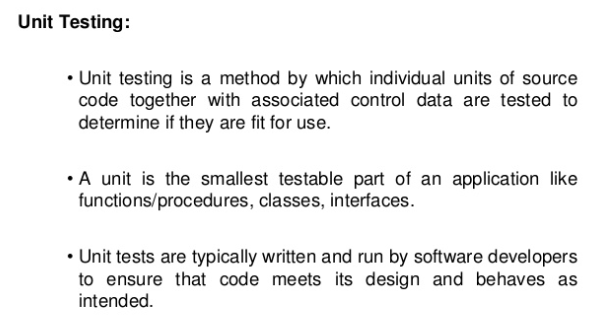 Unit Testing:
• Unit testing is a method by which individual units of source
code together with associated control data are tested to
determine if they are fit for use.
• A unit is the smallest testable part of an application like
functions/procedures, classes, interfaces.
• Unit tests are typically written and run by software developers
to ensure that code meets its design and behaves as
intended.